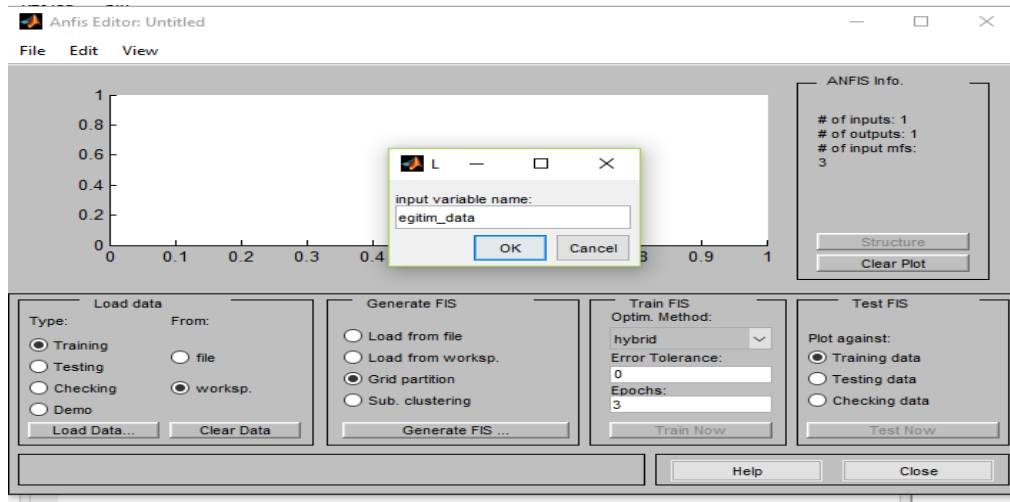 Anfis Editor: Untitled
File Edit View
1
0.8
0.6
0.4
0.2
0
0 0.1 0.2 0.3 0.4 0.9 1
L
input variable name:
egitim_data
OK Cancel
ANFIS Info.
# of inputs: 1
# of outputs: 1
# of input mfs:
3
Structure
Clear Plot
Load data
Type: From:
Training
Testing
Checking
Demo
file
worksp.
Load Data... Clear Data
Generate FIS
Load from file
Load from worksp.
Grid partition
Sub. clustering
Generate FIS ...
Train FIS
Optim. Method:
hybrid
Error Tolerance:
0
Epochs:
3
Train Now
Test FIS
Plot against:
Training data
Testing data
Checking data
Test Now
Help Close